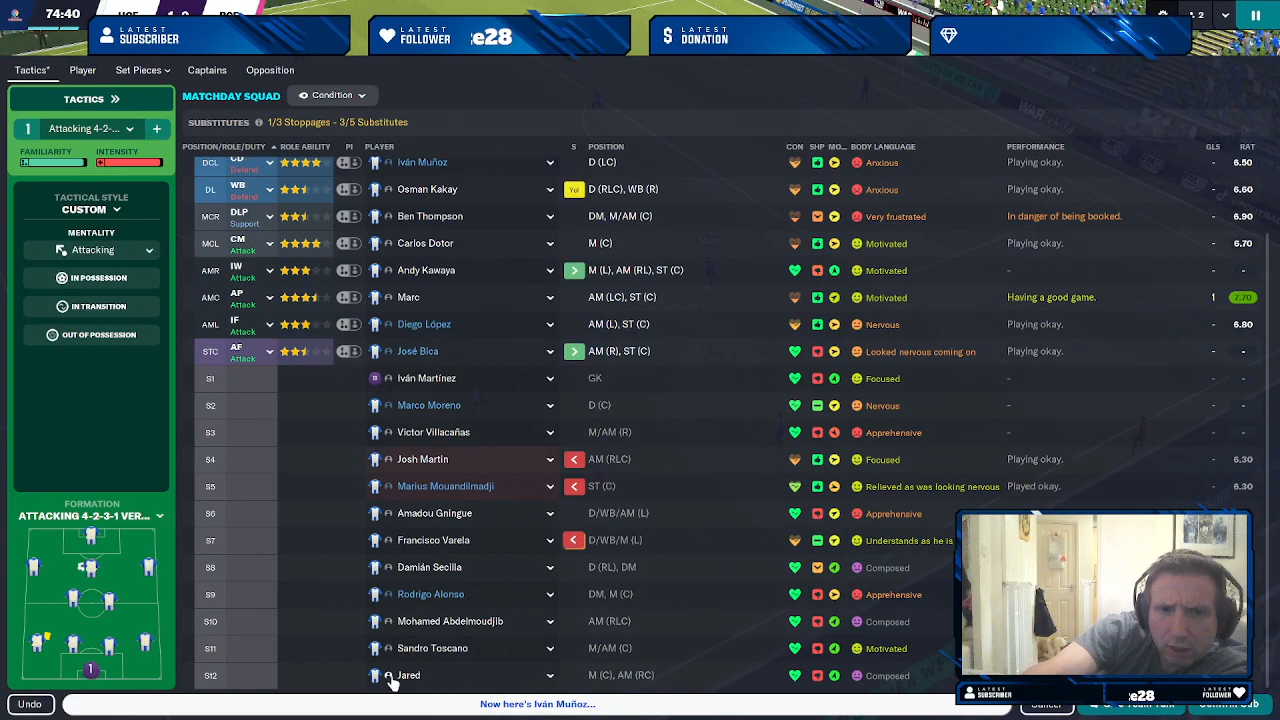 74:40
2
LATEST SUBSCRIBER
LATEST FOLLOWER
:e28
LATEST DONATION
Tactics* Player Set Pieces Captains Opposition
TACTICS
1 Attacking 4-2-... +
FAMILIARITY INTENSITY
TACTICAL STYLE
CUSTOM
MENTALITY
Attacking
IN POSSESSION
IN TRANSITION
OUT OF POSSESSION
FORMATION
ATTACKING 4-2-3-1 VER...
1
MATCHDAY SQUAD Condition
SUBSTITUTES 1/3 Stoppages - 3/5 Substitutes
POSITION/ROLE/DUTY ROLE ABILITY PI PLAYER S POSITION CON SHP MO... BODY LANGUAGE PERFORMANCE GLS RAT
DCL CD Defend Iván Muñoz D (LC) Anxious Playing okay. - 6.50
DL WB Defend Osman Kakay Yel D (RLC), WB (R) Anxious Playing okay. - 6.60
MCR DLP Support Ben Thompson DM, M/AM (C) Very frustrated In danger of being booked. - 6.90
MCL CM Attack Carlos Dotor M (C) Motivated Playing okay. - 6.70
AMR IW Attack Andy Kawaya M (L), AM (RL), ST (C) Motivated - -
AMC AP Attack Marc AM (LC), ST (C) Motivated Having a good game. 1 7.70
AML IF Attack Diego López AM (L), ST (C) Nervous Playing okay. - 6.80
STC AF Attack José Bica AM (R), ST (C) Looked nervous coming on Playing okay. - -
S1 13 Iván Martínez GK Focused - - -
S2 Marco Moreno D (C) Nervous - - -
S3 Víctor Villacañas M/AM (R) Apprehensive - - -
S4 Josh Martin AM (RLC) Focused Playing okay. - 6.30
S5 Marius Mouandilmadji ST (C) Relieved as was looking nervous Played okay. - 6.30
S6 Amadou Gningue D/WB/AM (L) Apprehensive
S7 Francisco Varela D/WB/M (L) Understands as he is
S8 Damián Secilla D (RL), DM Composed
S9 Rodrigo Alonso DM, M (C) Apprehensive
S10 Mohamed Abdelmoudjib AM (RLC) Composed
S11 Sandro Toscano M/AM (C) Motivated
S12 Jared M (C), AM (RC) Composed
LATEST SUBSCRIBER
:e28
LATEST FOLLOWER
Undo
Now here's Iván Muñoz...